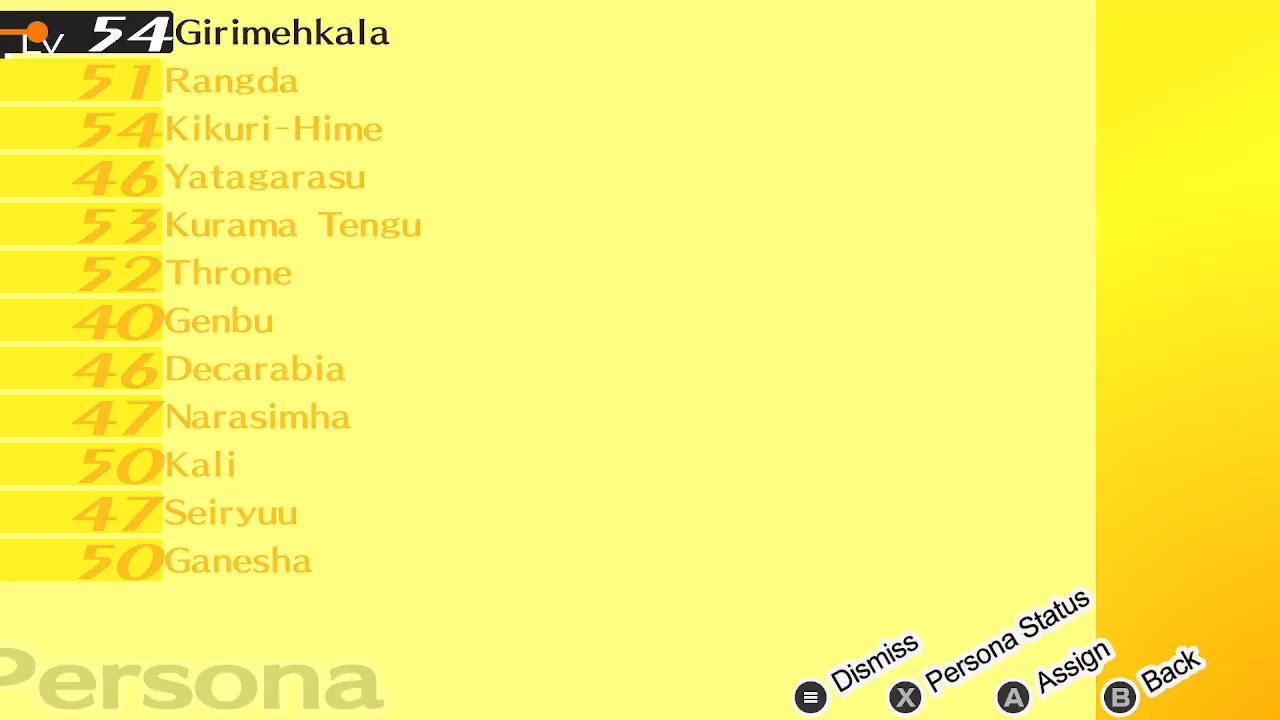 Lv 54 Girimehkala
51 Rangda
54 Kikuri-Hime
46 Yatagarasu
53 Kurama Tengu
52 Throne
40 Genbu
46 Decarabia
47 Narasimha
50 Kali
47 Seiryuu
50 Ganesha
Persona
Dismiss
X Persona Status
A Assign
B Back